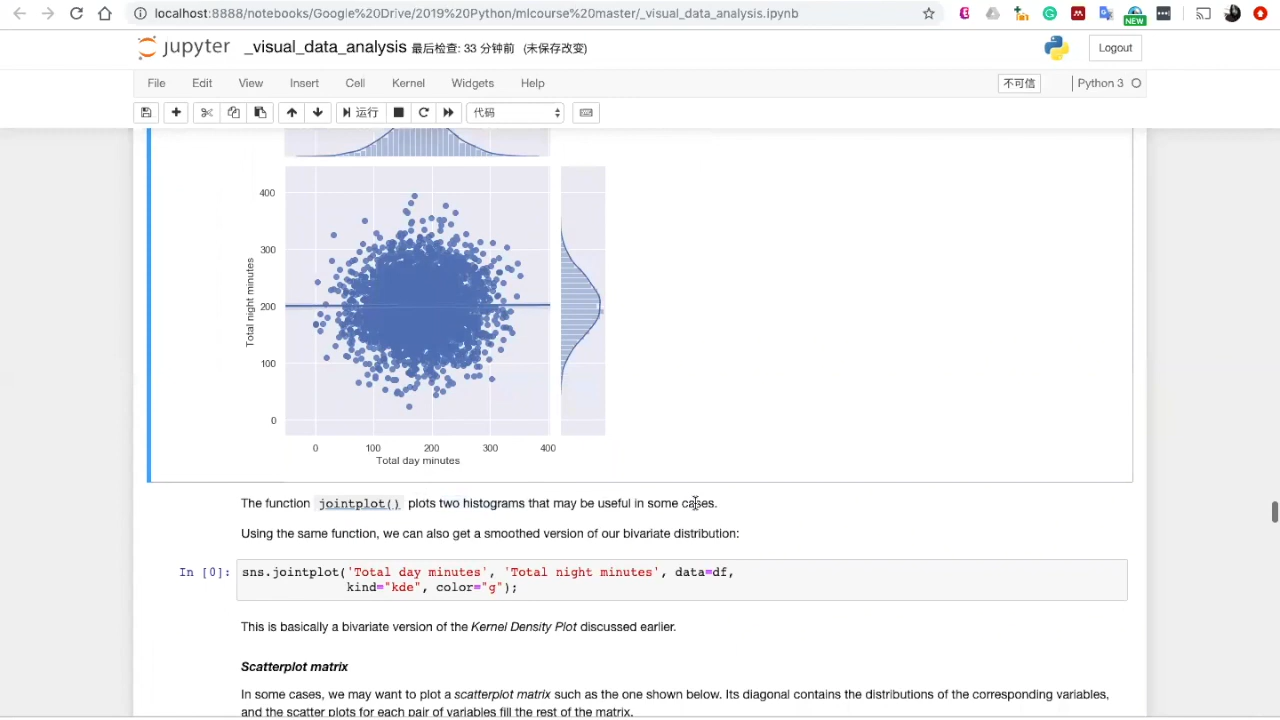 localhost:8888/notebooks/Google%20Drive/2019%20Python/mlcourse%20master/_visual_data_analysis.ipynb
NEW
jupyter _visual_data_analysis 最后检查: 33 分钟前 (未保存改变)
Logout
File Edit View Insert Cell Kernel Widgets Help
不可信 Python 3
运行 代码
400
300
200
100
0
Total night minutes
0 100 200 300 400
Total day minutes
The function jointplot() plots two histograms that may be useful in some cases.
Using the same function, we can also get a smoothed version of our bivariate distribution:
In [0]: sns.jointplot('Total day minutes', 'Total night minutes', data=df,
kind="kde", color="g");
This is basically a bivariate version of the Kernel Density Plot discussed earlier.
Scatterplot matrix
In some cases, we may want to plot a scatterplot matrix such as the one shown below. Its diagonal contains the distributions of the corresponding variables,
and the scatter plots for each pair of variables fill the rest of the matrix.